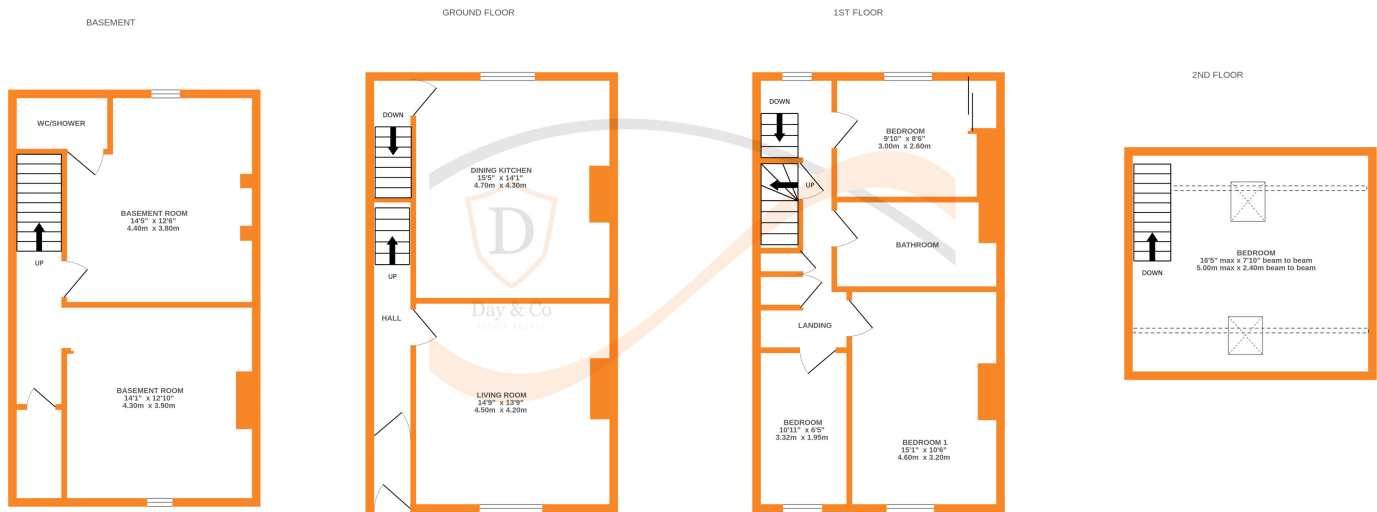 BASEMENT
WC/SHOWER
BASEMENT ROOM
14'5" x 12'6"
4.40m x 3.80m
UP
BASEMENT ROOM
14'1" x 12'10"
4.30m x 3.90m
GROUND FLOOR
DOWN
DINING KITCHEN
15'5" x 14'1"
4.70m x 4.30m
D
UP
Day & Co
ESTATE AGENTS
HALL
LIVING ROOM
14'9" x 13'9"
4.50m x 4.20m
1ST FLOOR
DOWN
BEDROOM
9'10" x 8'6"
3.00m x 2.60m
UP
BATHROOM
LANDING
BEDROOM
10'11" x 6'5"
3.32m x 1.95m
BEDROOM 1
15'1" x 10'6"
4.60m x 3.20m
2ND FLOOR
BEDROOM
16'5" max x 7'10" beam to beam
5.00m max x 2.40m beam to beam
DOWN